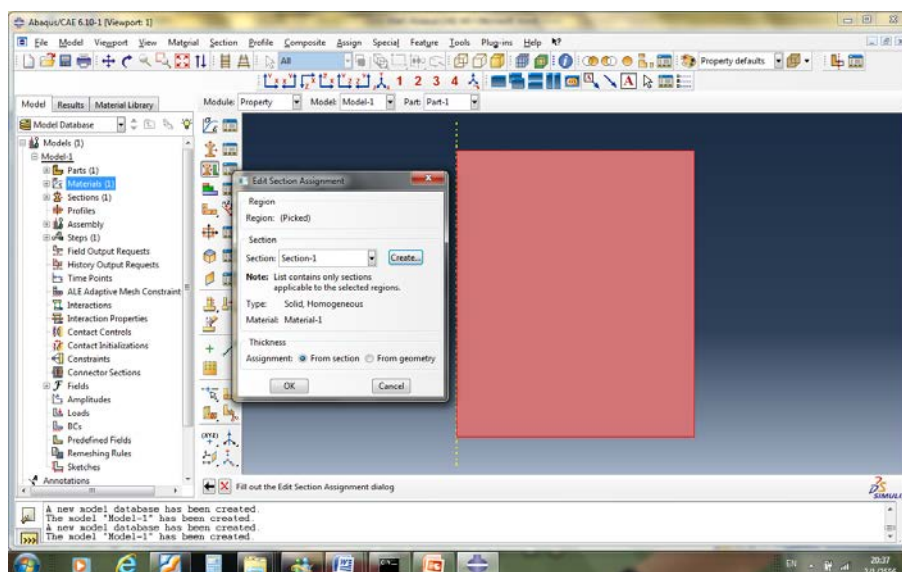 Abaqus/CAE 6.10-1 [Viewport: 1]
File Model Viewport View Material Section Profile Composite Assign Special Feature Tools Plug-ins Help
All
Property defaults
1 2 3 4
Model Results Material Library
Module: Property Model: Model-1 Part: Part-1
Model Database
Models (1)
Model-1
Parts (1)
Materials (1)
Sections (1)
Profiles
Assembly
Steps (1)
Field Output Requests
History Output Requests
Time Points
ALE Adaptive Mesh Constraint
Interactions
Interaction Properties
Contact Controls
Contact Initializations
Constraints
Connector Sections
Fields
Amplitudes
Loads
BCs
Predefined Fields
Remeshing Rules
Sketches
Annotations
Edit Section Assignment
Region
Region: (Picked)
Section
Section: Section-1 Create...
Note: List contains only sections
applicable to the selected regions.
Type: Solid, Homogeneous
Material: Material-1
Thickness
Assignment: From section From geometry
OK Cancel
Fill out the Edit Section Assignment dialog
SIMULI
A new model database has been created.
The model "Model-1" has been created.
A new model database has been created.
The model "Model-1" has been created.
EN 20:37